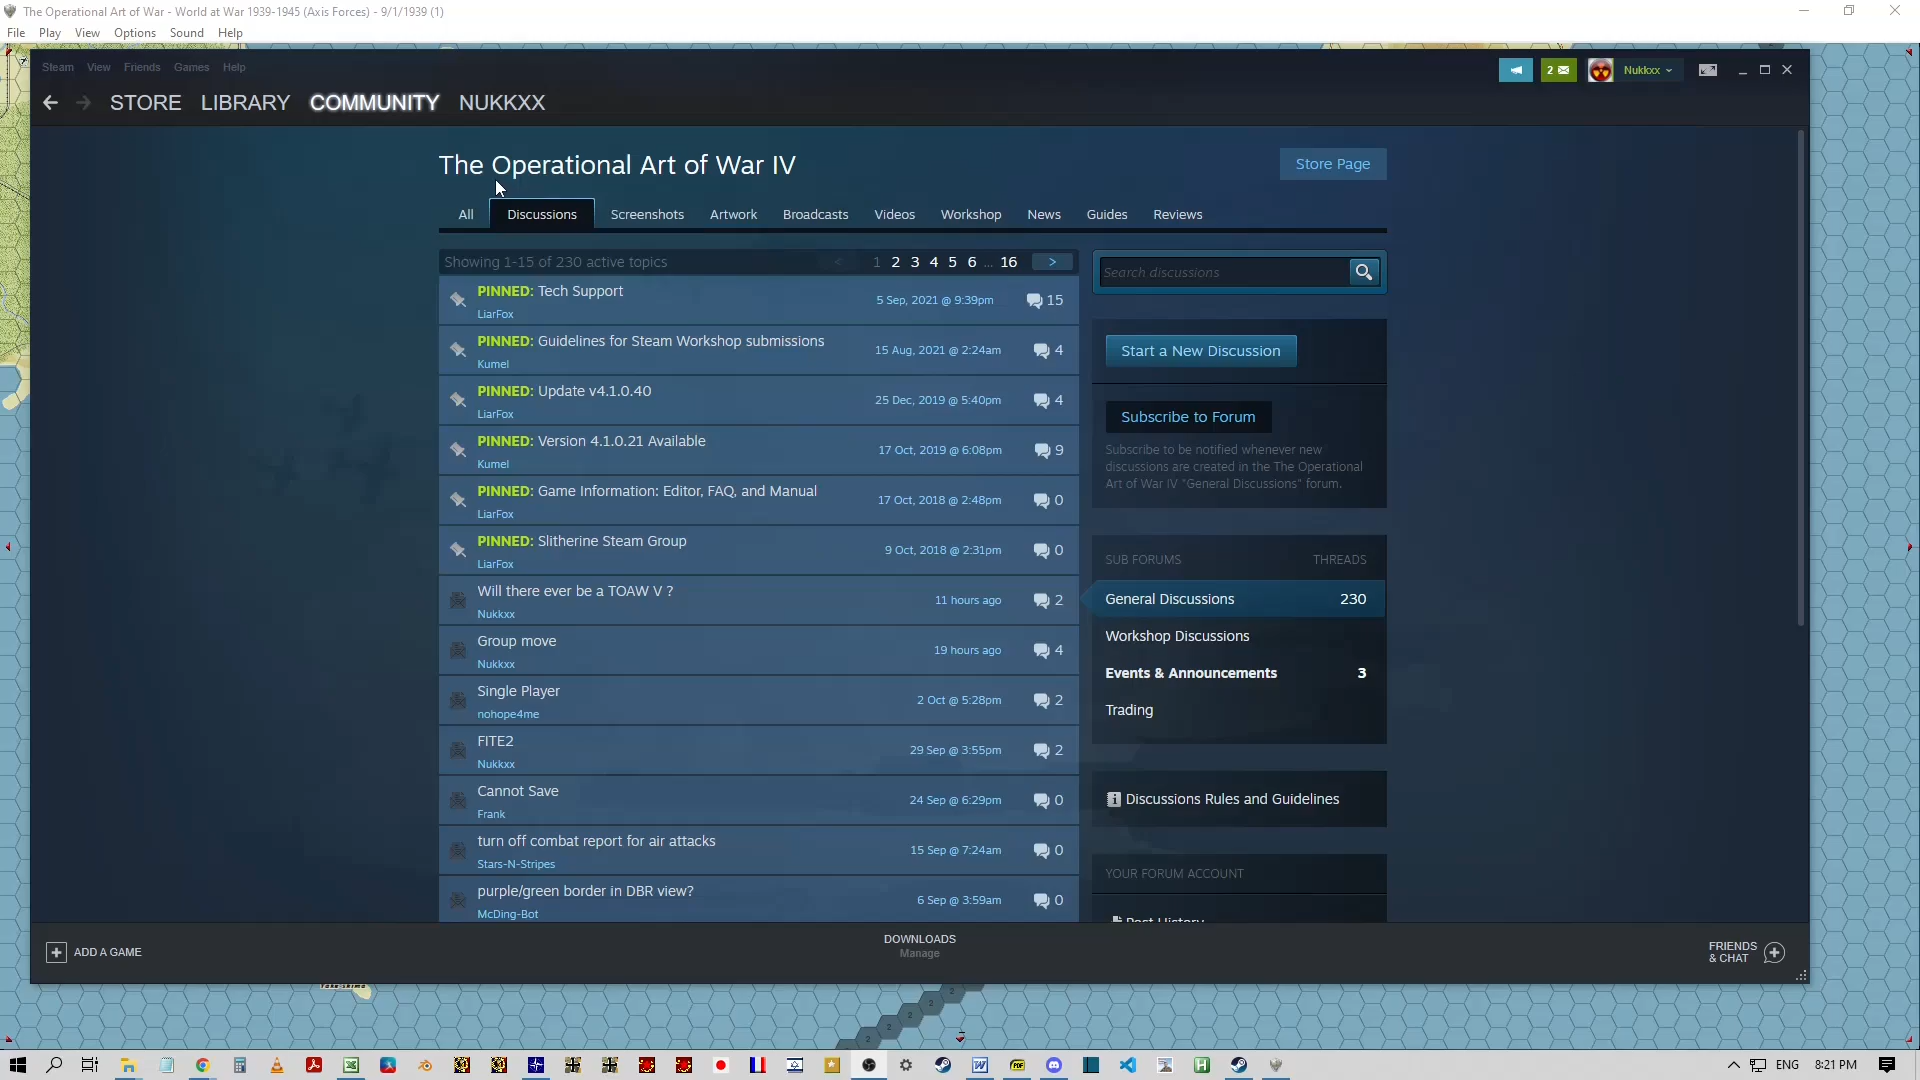 The Operational Art of War - World at War 1939-1945 (Axis Forces) - 9/1/1939 (1)
File Play View Options Sound Help
Steam View Friends Games Help
2
Nukkxx
STORE LIBRARY COMMUNITY NUKKXX
The Operational Art of War IV
Store Page
All Discussions Screenshots Artwork Broadcasts Videos Workshop News Guides Reviews
Showing 1-15 of 230 active topics
< 1 2 3 4 5 6 ... 16 >
Search discussions
PINNED: Tech Support
5 Sep, 2021 @ 9:39pm
15
LiarFox
PINNED: Guidelines for Steam Workshop submissions
15 Aug, 2021 @ 2:24am
4
Kumel
PINNED: Update v4.1.0.40
25 Dec, 2019 @ 5:40pm
4
LiarFox
PINNED: Version 4.1.0.21 Available
17 Oct, 2019 @ 6:08pm
9
Kumel
PINNED: Game Information: Editor, FAQ, and Manual
17 Oct, 2018 @ 2:48pm
0
LiarFox
PINNED: Slitherine Steam Group
9 Oct, 2018 @ 2:31pm
0
LiarFox
Will there ever be a TOAW V ?
11 hours ago
2
Nukkxx
Group move
19 hours ago
4
Nukkxx
Single Player
2 Oct @ 5:28pm
2
nohope4me
FITE2
29 Sep @ 3:55pm
2
Nukkxx
Cannot Save
24 Sep @ 6:29pm
0
Frank
turn off combat report for air attacks
15 Sep @ 7:24am
0
Stars-N-Stripes
purple/green border in DBR view?
6 Sep @ 3:59am
0
McDing-Bot
Start a New Discussion
Subscribe to Forum
Subscribe to be notified whenever new
discussions are created in the The Operational
Art of War IV "General Discussions" forum.
SUB FORUMS THREADS
General Discussions 230
Workshop Discussions
Events & Announcements 3
Trading
Discussions Rules and Guidelines
YOUR FORUM ACCOUNT
Post History
ADD A GAME
DOWNLOADS
Manage
FRIENDS
& CHAT
2
2
2
2
ENG 8:21 PM